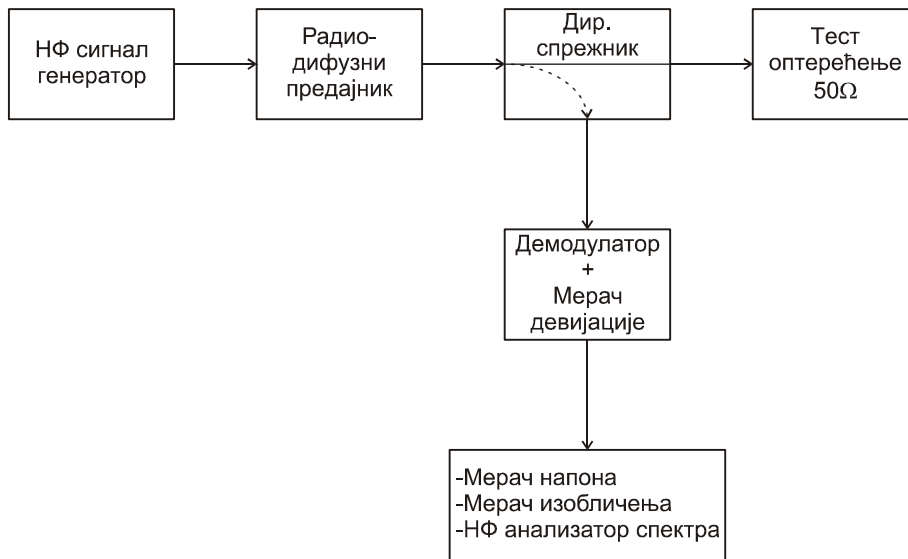 НФ сигнал
генератор
Радио-
дифузни
предајник
Дир.
спрежник
Тест
оптерећење
50Ω
Демодулатор
+
Мерач
девијације
-Мерач напона
-Мерач изобличења
-НФ анализатор спектра